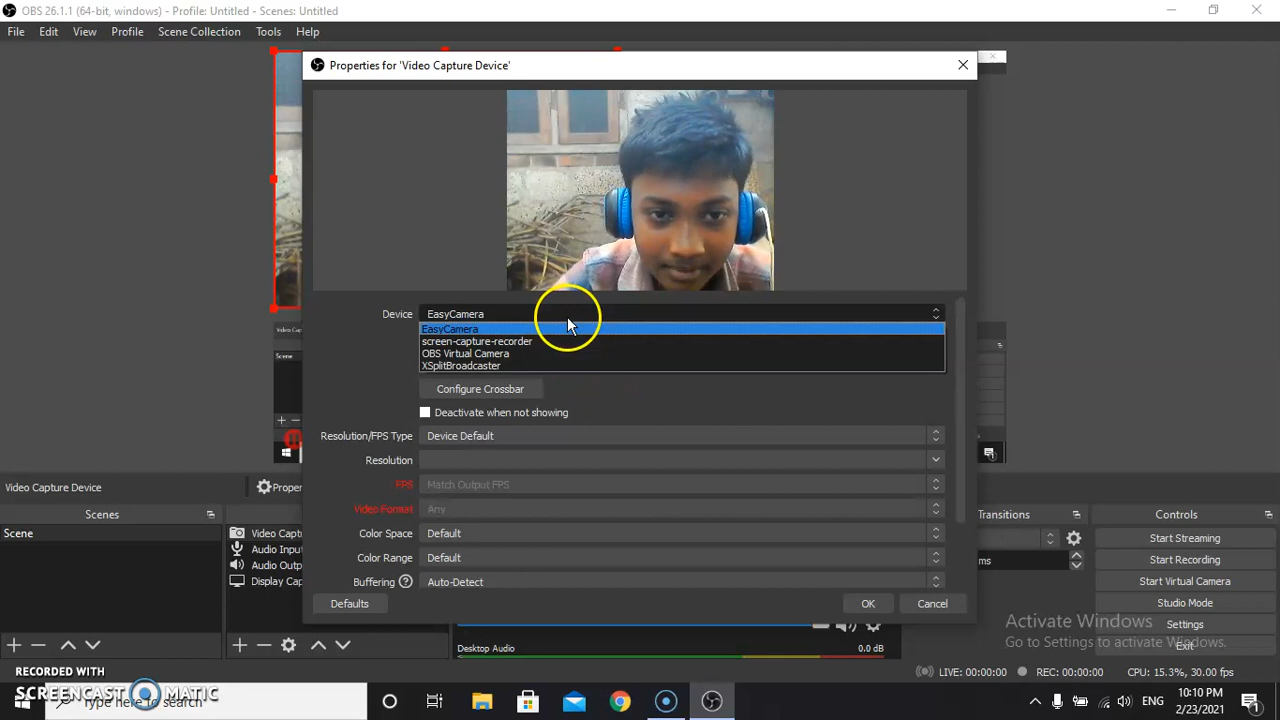 OBS 26.1.1 (64-bit, windows) - Profile: Untitled - Scenes: Untitled
File Edit View Profile Scene Collection Tools Help
Properties for 'Video Capture Device'
Device EasyCamera
EasyCamera
screen-capture-recorder
OBS Virtual Camera
XSplitBroadcaster
Configure Crossbar
Deactivate when not showing
Resolution/FPS Type Device Default
Resolution
FPS Match Output FPS
Video Format Any
Color Space Default
Color Range Default
Buffering ? Auto-Detect
Defaults OK Cancel
Video Capture Device Proper
Scenes
Scene
Video Captu
Audio Input
Audio Outp
Display Cap
Transitions
ms
Controls
Start Streaming
Start Recording
Start Virtual Camera
Studio Mode
Settings
Exit
Activate Windows
Go to Settings to activate Windows.
Desktop Audio 0.0 dB
LIVE: 00:00:00 REC: 00:00:00 CPU: 15.3%, 30.00 fps
RECORDED WITH
SCREENCAST MATIC
Type here to search
ENG
10:10 PM
2/23/2021